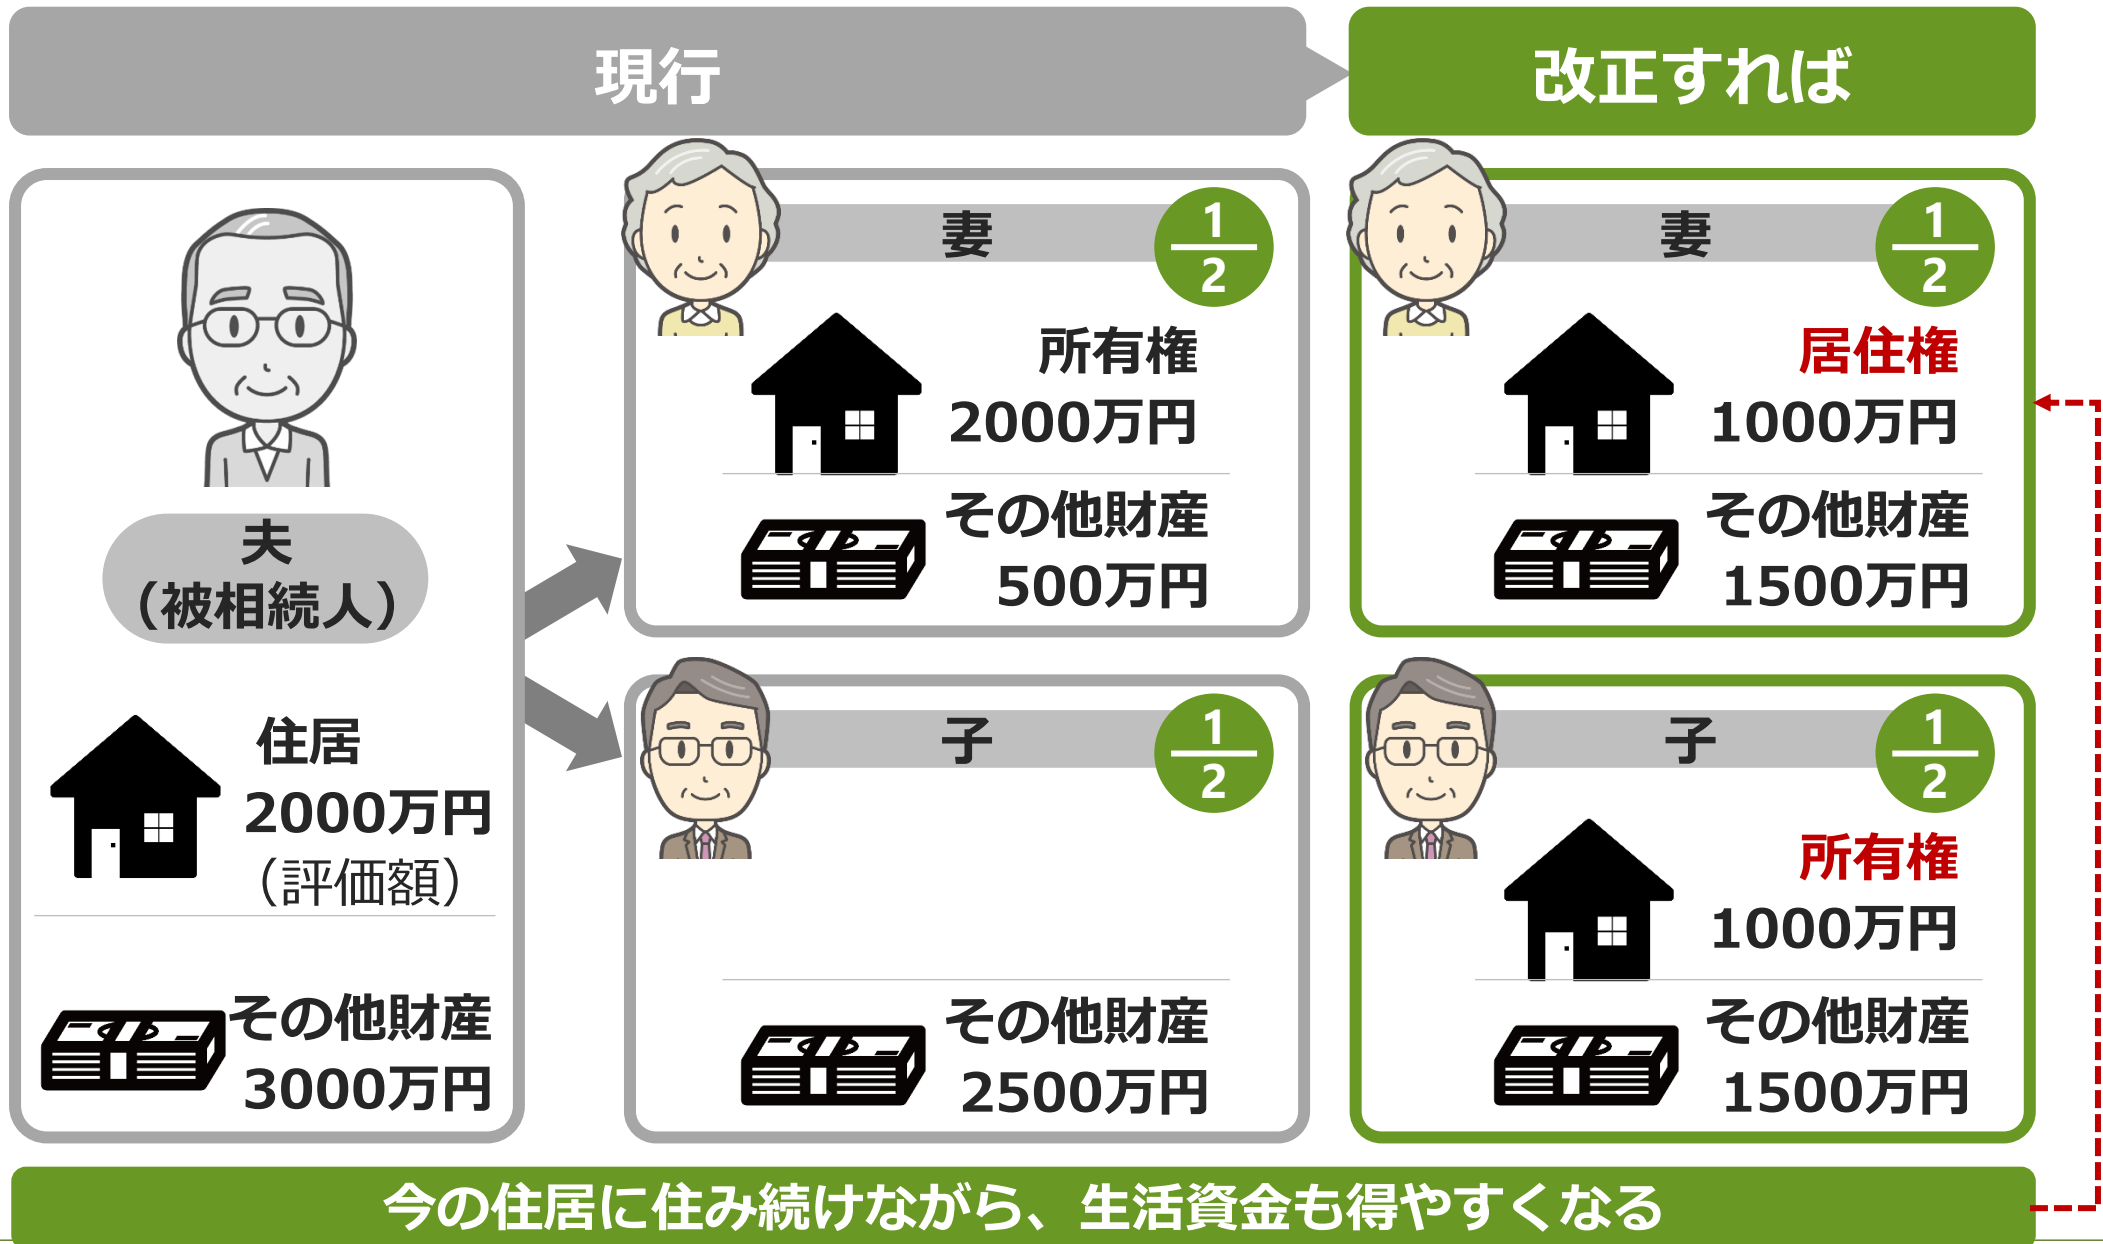 現行
改正すれば
夫
（被相続人）
住居
2000万円
（評価額）
その他財産
3000万円
妻
1
2
所有権
2000万円
その他財産
500万円
子
1
2
その他財産
2500万円
妻
1
2
居住権
1000万円
その他財産
1500万円
子
1
2
所有権
1000万円
その他財産
1500万円
今の住居に住み続けながら、生活資金も得やすくなる